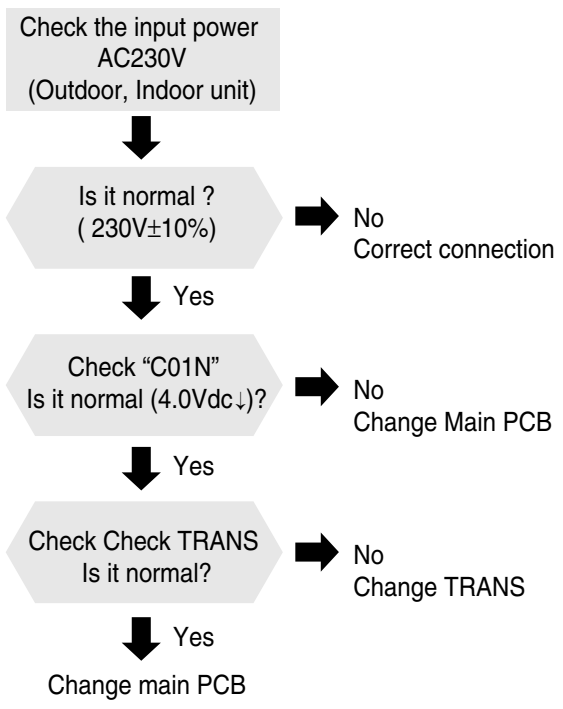 Check the input power
AC230V
(Outdoor, Indoor unit)
Is it normal ?
( 230V±10%)
No
Correct connection
Yes
Check “C01N”
Is it normal (4.0Vdc↓)?
No
Change Main PCB
Yes
Check Check TRANS
Is it normal?
No
Change TRANS
Yes
Change main PCB